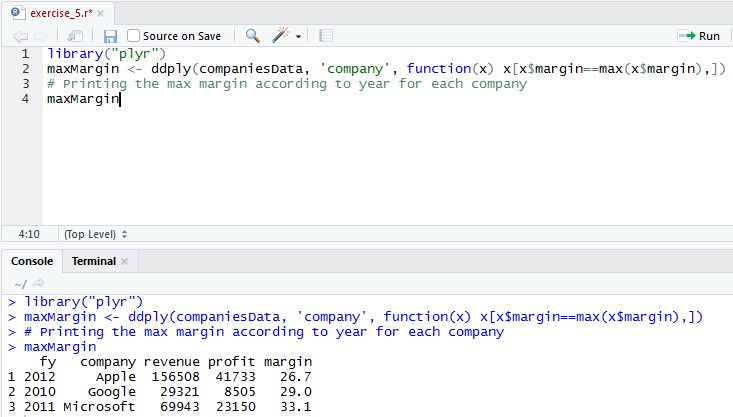 exercise_5.r*
Source on Save Run
1 library("plyr")
2 maxMargin <- ddply(companiesData, 'company', function(x) x[x$margin==max(x$margin),])
3 # Printing the max margin according to year for each company
4 maxMargin
4:10 (Top Level)
Console Terminal
~/
> library("plyr")
> maxMargin <- ddply(companiesData, 'company', function(x) x[x$margin==max(x$margin),])
> # Printing the max margin according to year for each company
> maxMargin
fy company revenue profit margin
1 2012 Apple 156508 41733 26.7
2 2010 Google 29321 8505 29.0
3 2011 Microsoft 69943 23150 33.1